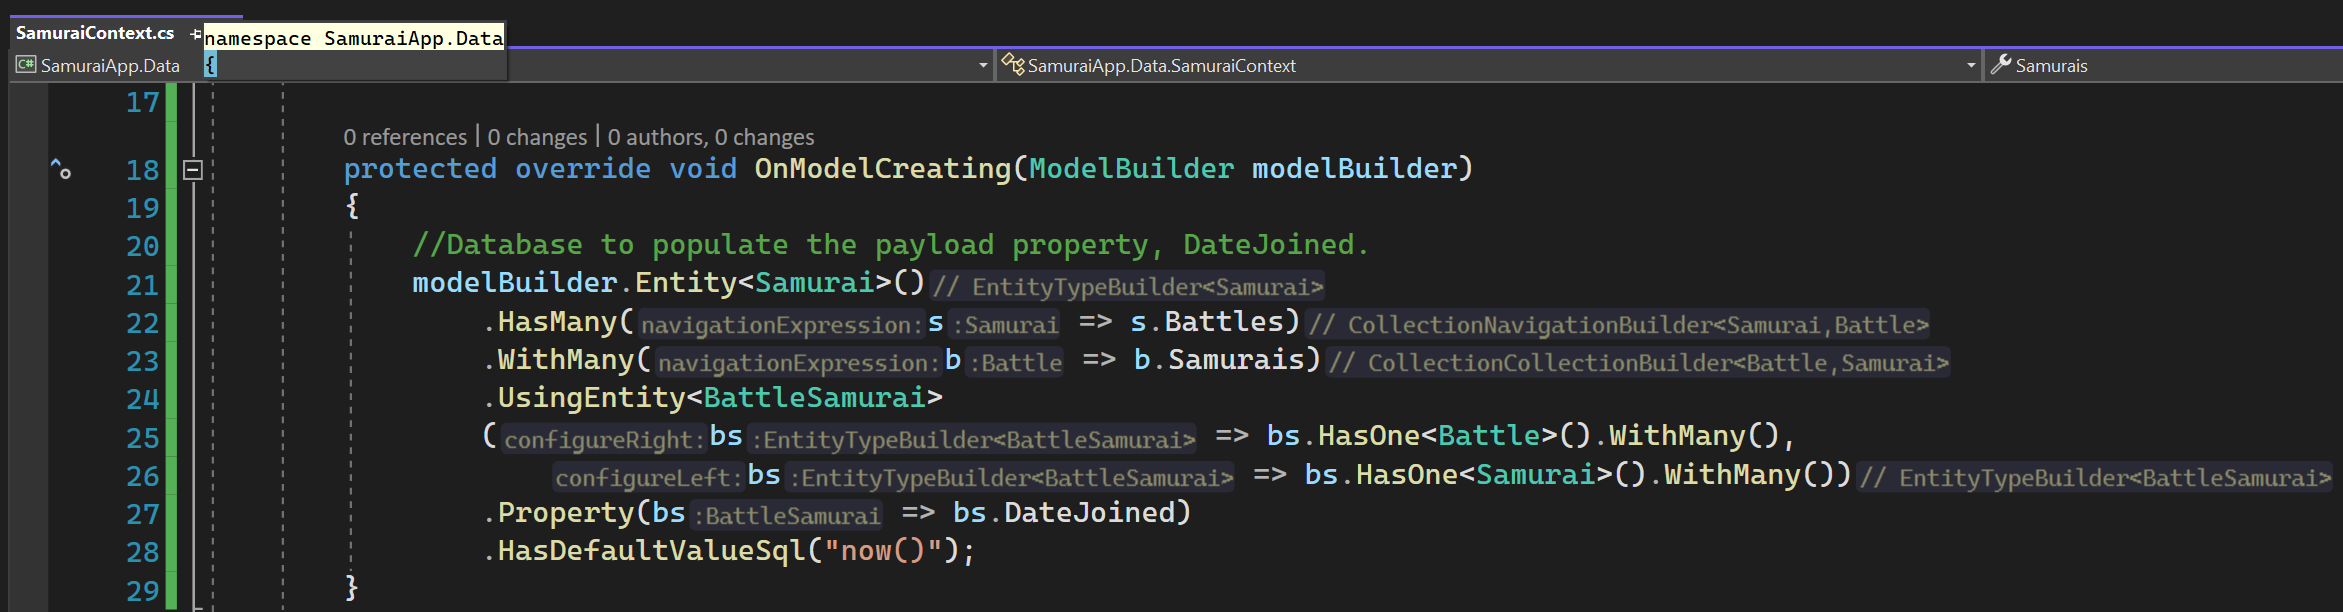 SamuraiContext.cs
namespace SamuraiApp.Data
{
C# SamuraiApp.Data
SamuraiApp.Data.SamuraiContext
Samurais
17
0 references | 0 changes | 0 authors, 0 changes
18 protected override void OnModelCreating(ModelBuilder modelBuilder)
19 {
20 //Database to populate the payload property, DateJoined.
21 modelBuilder.Entity<Samurai>() // EntityTypeBuilder<Samurai>
22 .HasMany(navigationExpression:s :Samurai => s.Battles) // CollectionNavigationBuilder<Samurai,Battle>
23 .WithMany(navigationExpression:b :Battle => b.Samurais) // CollectionCollectionBuilder<Battle,Samurai>
24 .UsingEntity<BattleSamurai>
25 (configureRight:bs :EntityTypeBuilder<BattleSamurai> => bs.HasOne<Battle>().WithMany(),
26 configureLeft:bs :EntityTypeBuilder<BattleSamurai> => bs.HasOne<Samurai>().WithMany()) // EntityTypeBuilder<BattleSamurai>
27 .Property(bs :BattleSamurai => bs.DateJoined)
28 .HasDefaultValueSql("now()");
29 }